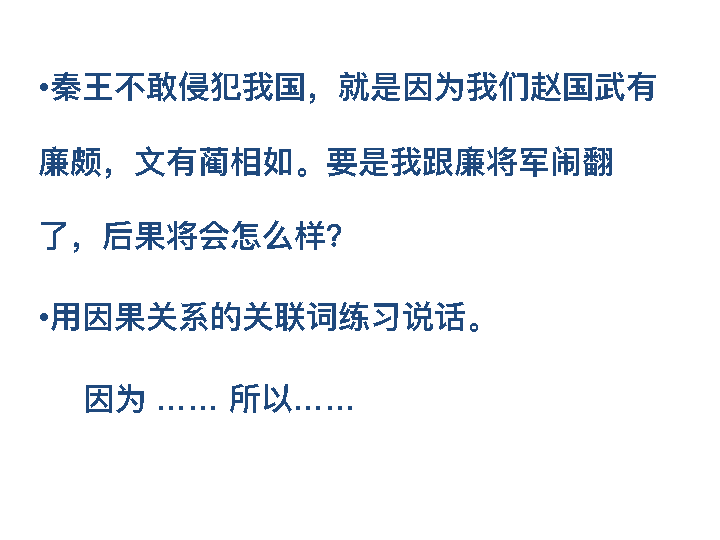 •秦王不敢侵犯我国，就是因为我们赵国武有
廉颇，文有蔺相如。要是我跟廉将军闹翻
了，后果将会怎么样？
•用因果关系的关联词练习说话。
因为 …… 所以……